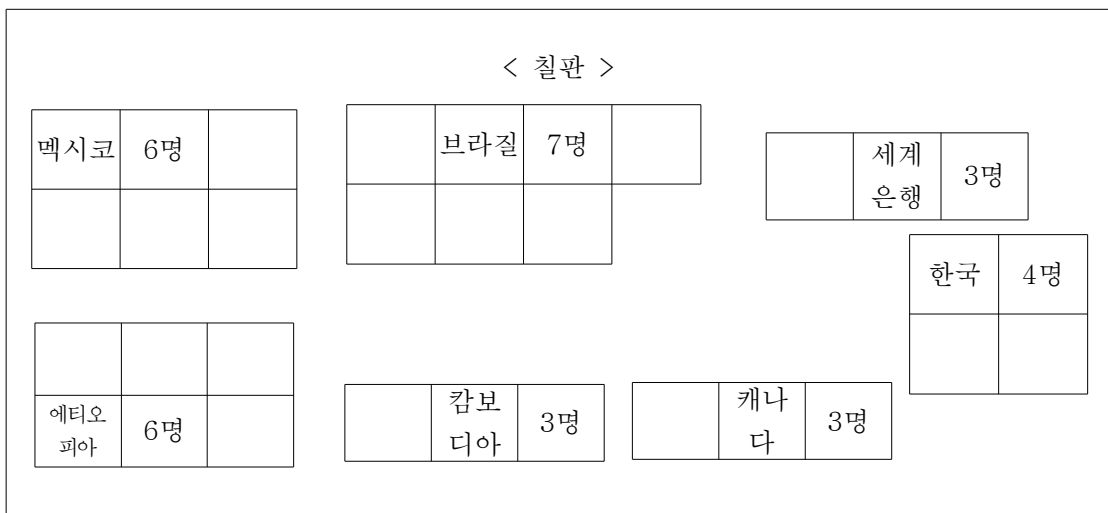 < 칠판 >
멕시코 6명
브라질 7명
세계
은행
3명
한국 4명
에티오
피아
6명
캄보
디아
3명
캐나
다
3명